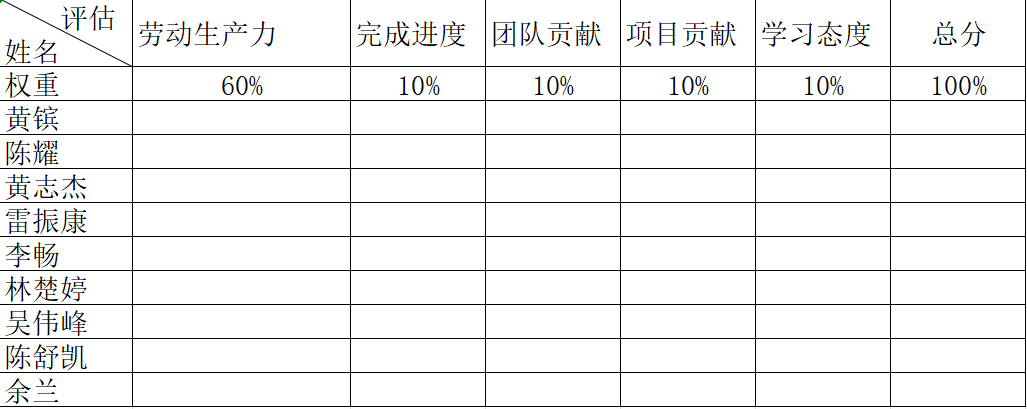 评估
姓名 劳动生产力 完成进度 团队贡献 项目贡献 学习态度 总分
权重 60% 10% 10% 10% 10% 100%
黄镔
陈耀
黄志杰
雷振康
李畅
林楚婷
吴伟峰
陈舒凯
余兰